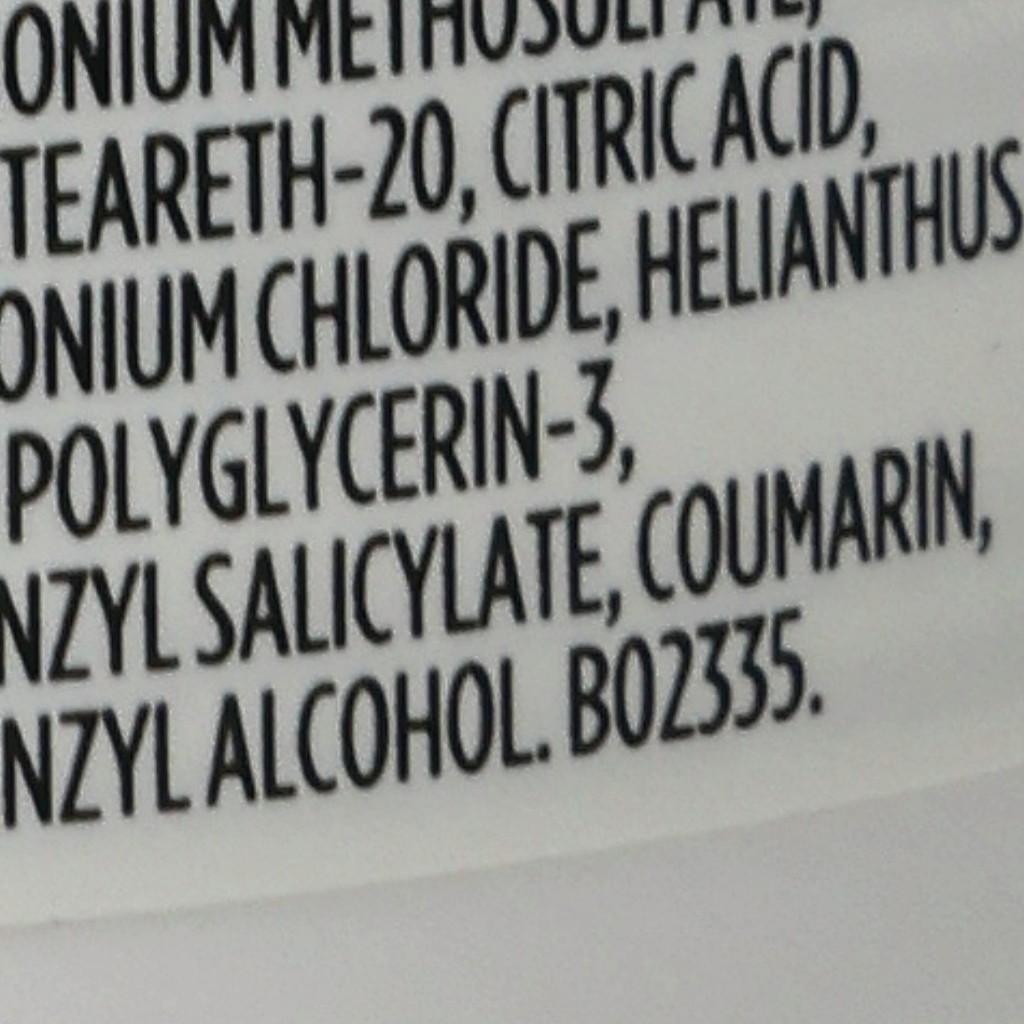 ONIUM METHOSULFATE,
TEARETH-20, CITRIC ACID,
ONIUM CHLORIDE, HELIANTHUS
POLYGLYCERIN-3,
NZYL SALICYLATE, COUMARIN,
NZYL ALCOHOL. B02335.